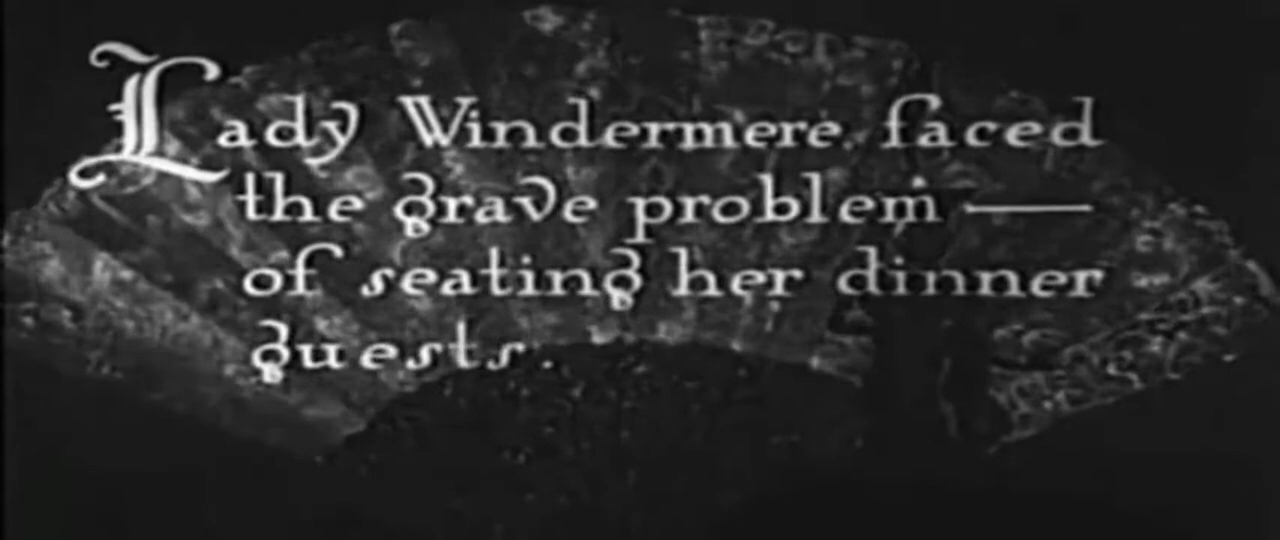 Lady Windermere faced
the grave problem —
of seating her dinner
guests.